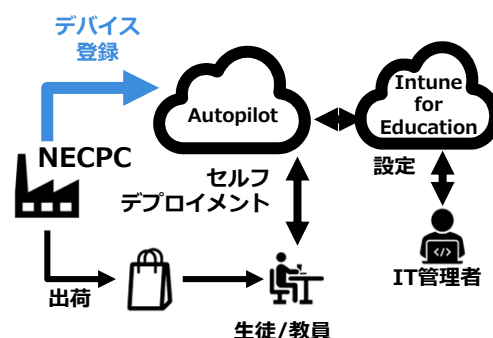 デバイス
登録
Autopilot
Intune
for
Education
NECPC
セルフ
デプロイメント
設定
出荷
IT管理者
生徒/教員